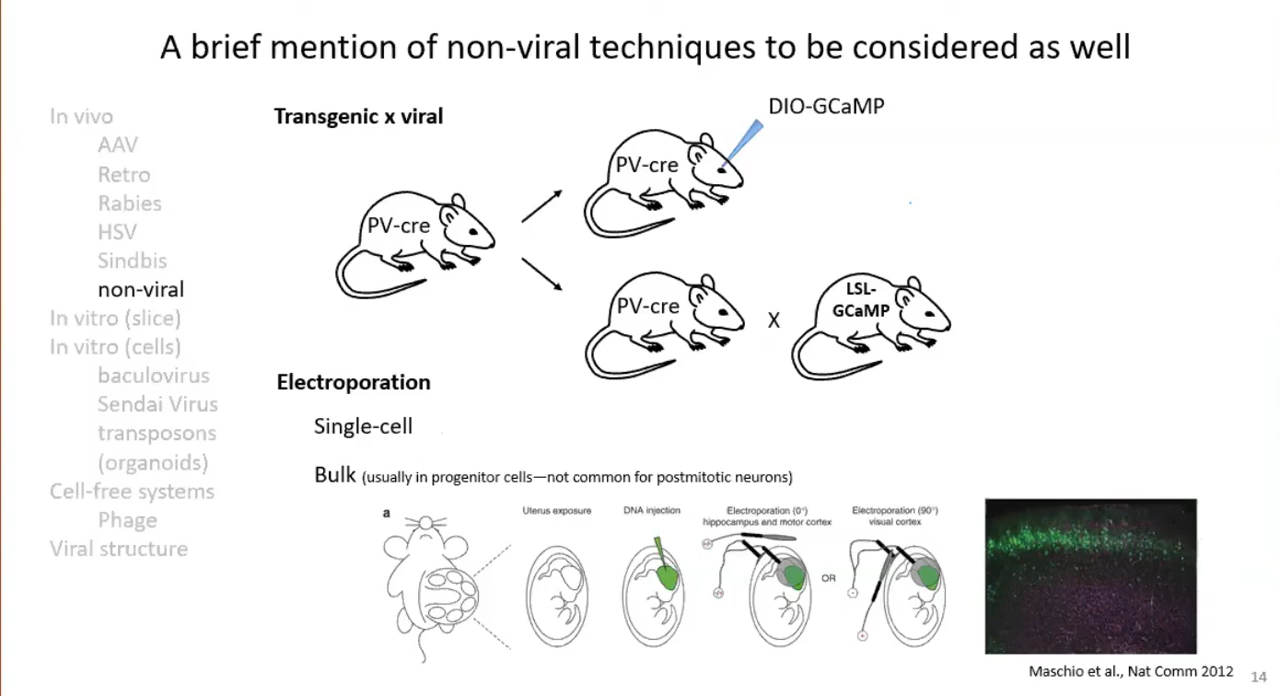 A brief mention of non-viral techniques to be considered as well
In vivo
AAV
Retro
Rabies
HSV
Sindbis
non-viral
In vitro (slice)
In vitro (cells)
baculovirus
Sendai Virus
transposons
(organoids)
Cell-free systems
Phage
Viral structure
Transgenic x viral
DIO-GCaMP
PV-cre
PV-cre
PV-cre
X
LSL-
GCaMP
Electroporation
Single-cell
Bulk (usually in progenitor cells—not common for postmitotic neurons)
a
Uterus exposure
DNA injection
Electroporation (0°)
hippocampus and motor cortex
OR
Electroporation (90°)
visual cortex
Maschio et al., Nat Comm 2012
14